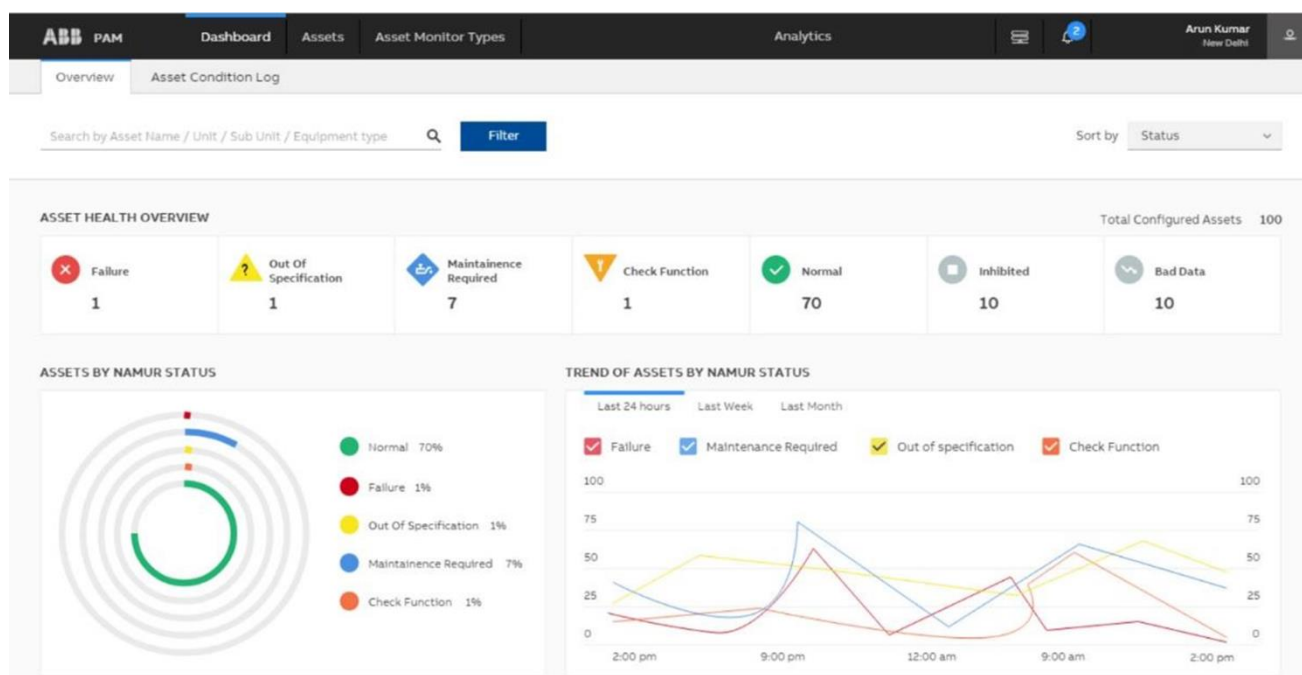 ABB PAM Dashboard Assets Asset Monitor Types Analytics 2 Arun Kumar
New Delhi
Overview Asset Condition Log
Search by Asset Name / Unit / Sub Unit / Equipment type Filter Sort by Status
ASSET HEALTH OVERVIEW Total Configured Assets 100
Failure
1
? Out Of
Specification
1
Maintainence
Required
7
Check Function
1
Normal
70
Inhibited
10
Bad Data
10
ASSETS BY NAMUR STATUS
Normal 70%
Failure 1%
Out Of Specification 1%
Maintainence Required 7%
Check Function 1%
TREND OF ASSETS BY NAMUR STATUS
Last 24 hours Last Week Last Month
Failure Maintenance Required Out of specification Check Function
100 100
75 75
50 50
25 25
0 0
2:00 pm 9:00 pm 12:00 am 9:00 am 2:00 pm